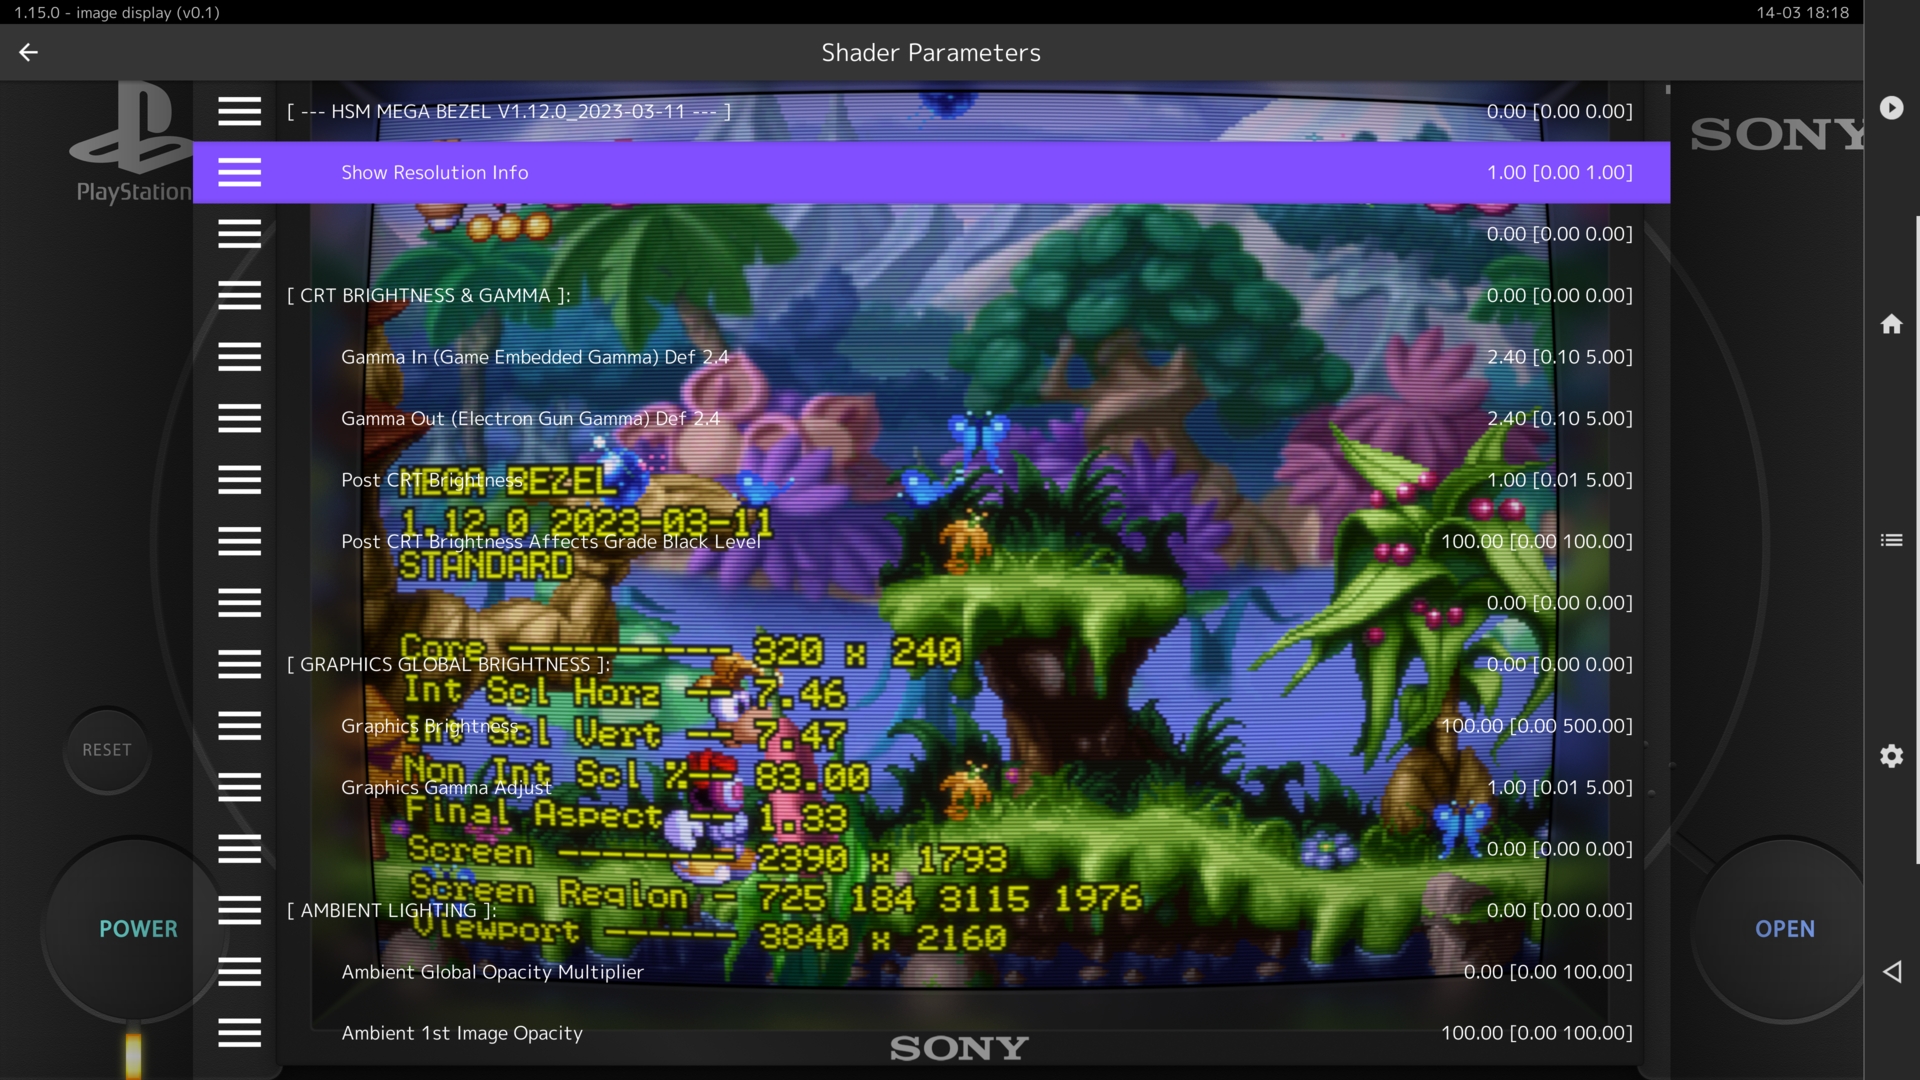 1.15.0 - image display (v0.1)
14-03 18:18
Shader Parameters
[ --- HSM MEGA BEZEL V1.12.0_2023-03-11 --- ] 0.00 [0.00 0.00]
PlayStation
SONY
Show Resolution Info 1.00 [0.00 1.00]
0.00 [0.00 0.00]
[ CRT BRIGHTNESS & GAMMA ]: 0.00 [0.00 0.00]
Gamma In (Game Embedded Gamma) Def 2.4 2.40 [0.10 5.00]
Gamma Out (Electron Gun Gamma) Def 2.4 2.40 [0.10 5.00]
Post CRT Brightness 1.00 [0.01 5.00]
MEGA BEZEL
1.12.0 2023-03-11
Post CRT Brightness Affects Grade Black Level 100.00 [0.00 100.00]
STANDARD
0.00 [0.00 0.00]
Core ---------- 320 x 240
[ GRAPHICS GLOBAL BRIGHTNESS ]: 0.00 [0.00 0.00]
Int Scl Horz -- 7.46
Graphics Brightness 100.00 [0.00 500.00]
Int Scl Vert -- 7.47
RESET
Non Int Scl %-- 83.00
Graphics Gamma Adjust 1.00 [0.01 5.00]
Final Aspect -- 1.33
0.00 [0.00 0.00]
Screen -------- 2390 x 1793
Screen Region - 725 184 3115 1976
[ AMBIENT LIGHTING ]: 0.00 [0.00 0.00]
POWER
OPEN
Viewport ------ 3840 x 2160
Ambient Global Opacity Multiplier 0.00 [0.00 100.00]
Ambient 1st Image Opacity 100.00 [0.00 100.00]
SONY